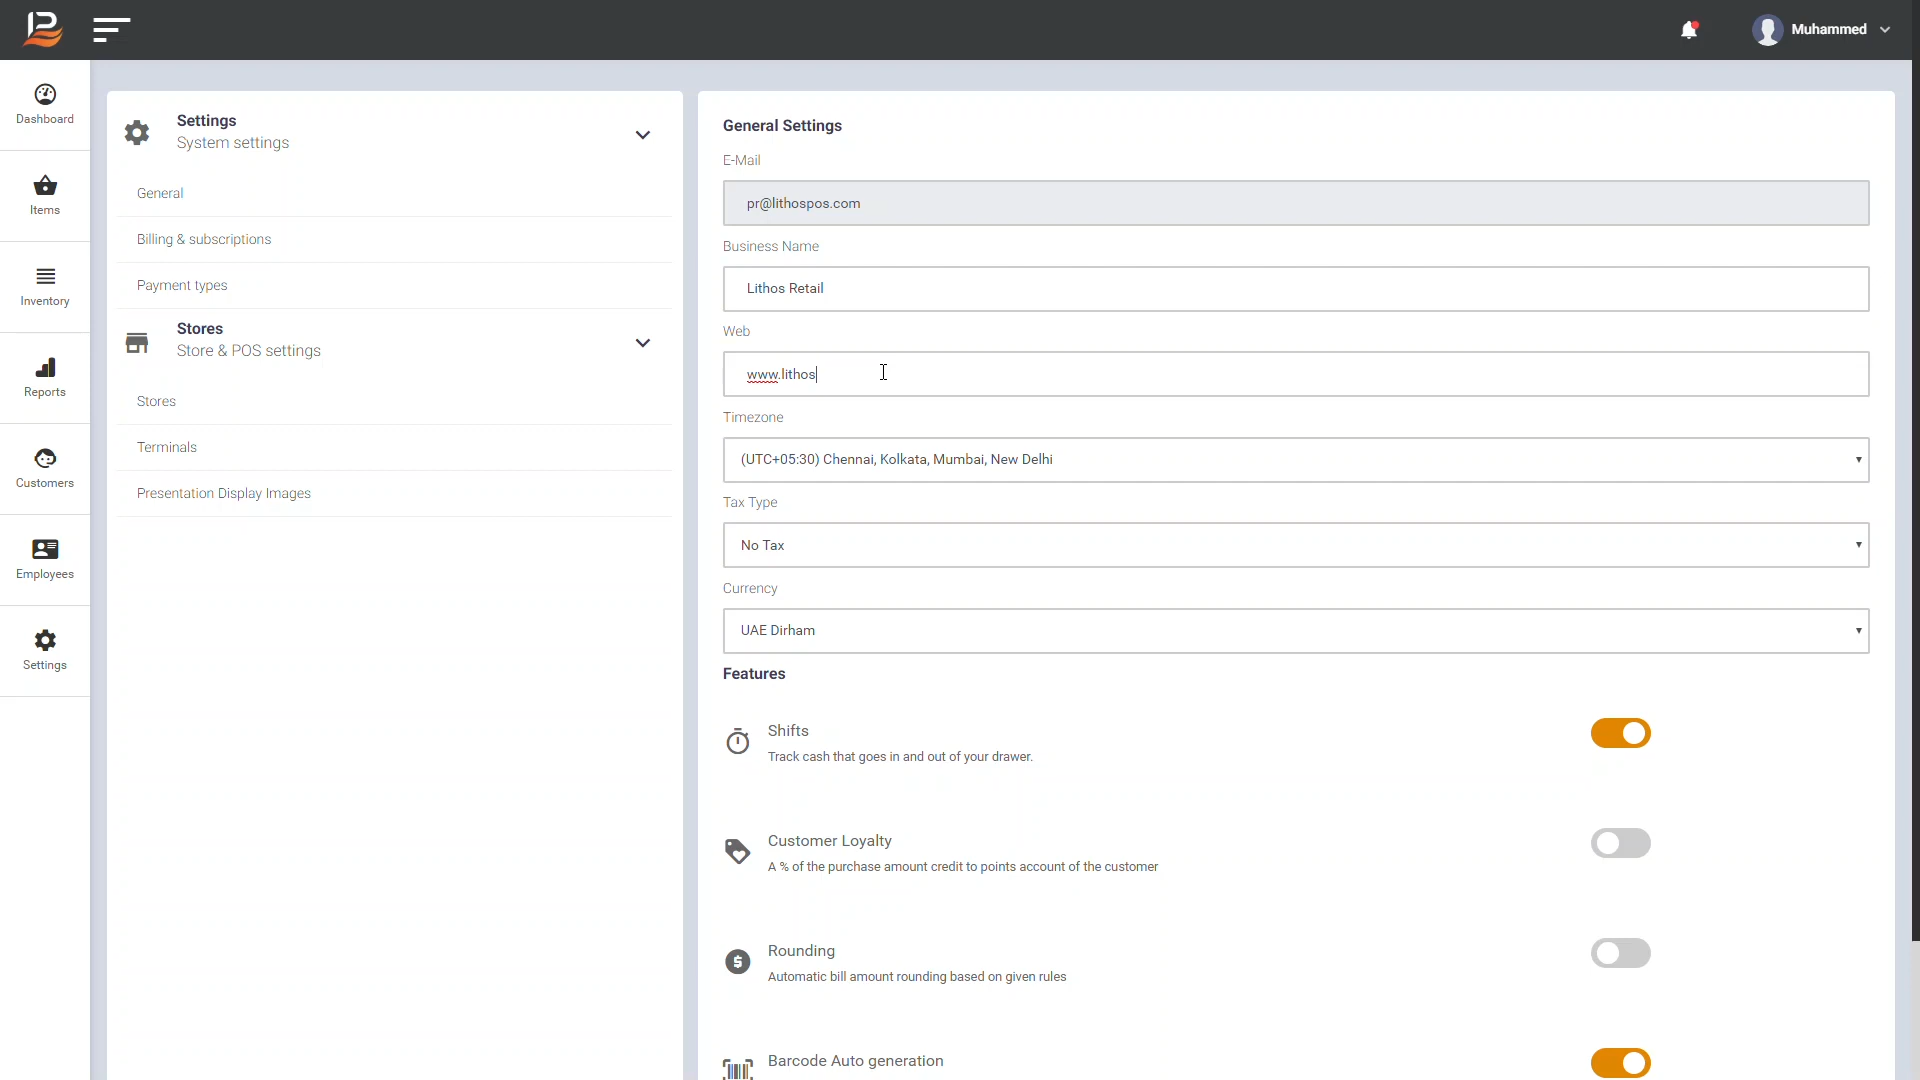 Muhammed
Dashboard
Items
Inventory
Reports
Customers
Employees
Settings
Settings
System settings
General
Billing & subscriptions
Payment types
Stores
Store & POS settings
Stores
Terminals
Presentation Display Images
General Settings
E-Mail
pr@lithospos.com
Business Name
Lithos Retail
Web
www.lithos
Timezone
(UTC+05:30) Chennai, Kolkata, Mumbai, New Delhi
Tax Type
No Tax
Currency
UAE Dirham
Features
Shifts
Track cash that goes in and out of your drawer.
Customer Loyalty
A % of the purchase amount credit to points account of the customer
Rounding
Automatic bill amount rounding based on given rules
Barcode Auto generation